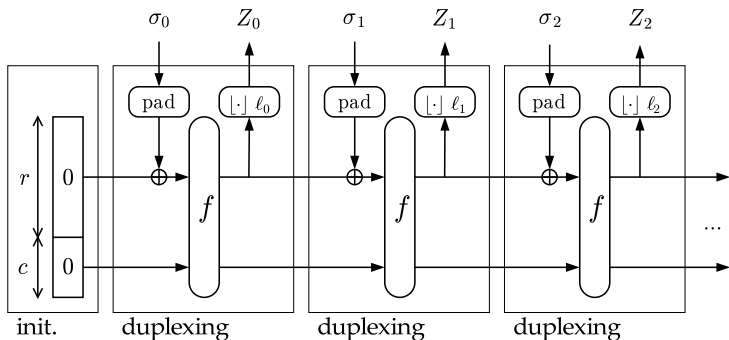 σ₀ Z₀ σ₁ Z₁ σ₂ Z₂
pad ⌊·⌋ ℓ₀ pad ⌊·⌋ ℓ₁ pad ⌊·⌋ ℓ₂
r 0
f f f
...
c 0
init. duplexing duplexing duplexing